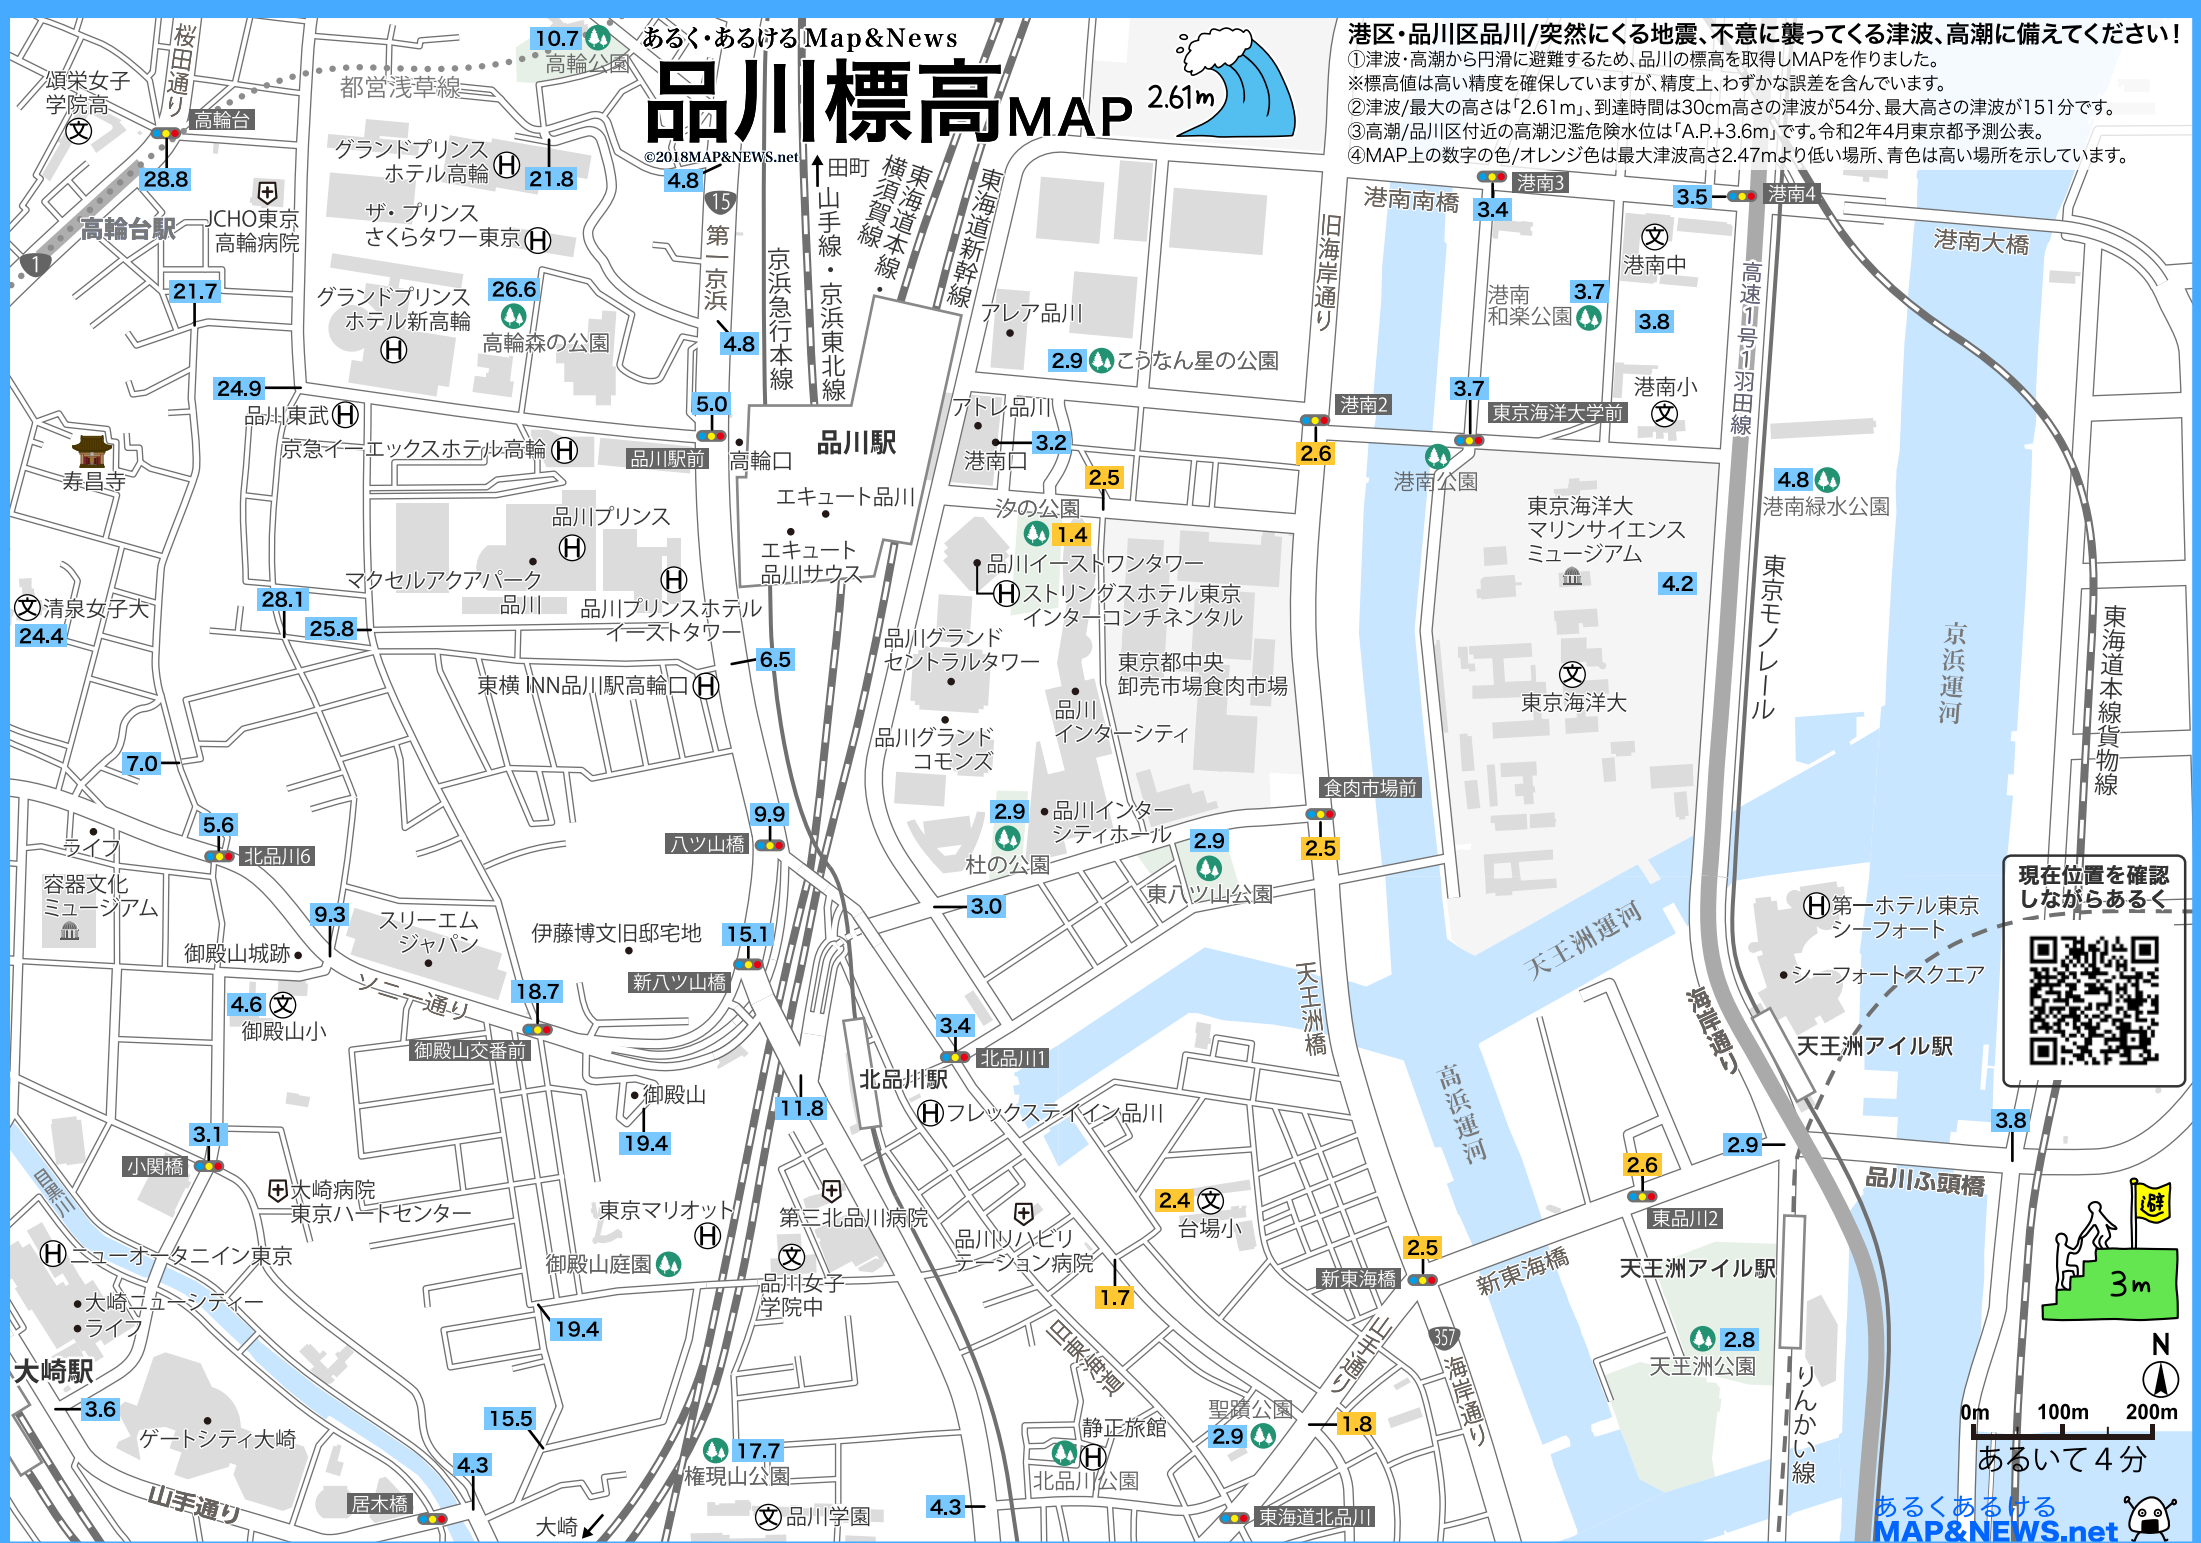 あるく・あるける Map&News
品川標高MAP
©2018MAP&NEWS.net
2.61m
港区・品川区品川/突然にくる地震、不意に襲ってくる津波、高潮に備えてください！
①津波・高潮から円滑に避難するため、品川の標高を取得しMAPを作りました。
※標高値は高い精度を確保していますが、精度上、わずかな誤差を含んでいます。
②津波/最大の高さは「2.61m」、到達時間は30cm高さの津波が54分、最大高さの津波が151分です。
③高潮/品川区付近の高潮氾濫危険水位は「A.P.+3.6m」です。令和2年4月東京都予測公表。
④MAP上の数字の色/オレンジ色は最大津波高さ2.47mより低い場所、青色は高い場所を示しています。
桜田通り
10.7
高輪公園
都営浅草線
頌栄女子
学院高
文
高輪台
28.8
高輪台駅
1
JCHO東京
高輪病院
グランドプリンス
ホテル高輪
H
21.8
4.8
15
第一京浜
田町
山手線・京浜東北線
横須賀線・
東海道本線
東海道新幹線
京浜急行本線
ザ・プリンス
さくらタワー東京
H
21.7
グランドプリンス
ホテル新高輪
H
26.6
高輪森の公園
4.8
24.9
品川東武
H
5.0
京急イーエックスホテル高輪
H
品川駅前
高輪口
品川駅
寿昌寺
エキュート品川
エキュート
品川サウス
品川プリンス
H
マクセルアクアパーク
品川
H
品川プリンスホテル
イーストタワー
文
清泉女子大
24.4
28.1
25.8
6.5
東横 INN品川駅高輪口
H
アレア品川
2.9
こうなん星の公園
アトレ品川
港南口
3.2
2.5
汐の公園
1.4
品川イーストワンタワー
H
ストリングスホテル東京
インターコンチネンタル
品川グランド
セントラルタワー
東京都中央
卸売市場食肉市場
品川
インターシティ
品川グランド
コモンズ
旧海岸通り
港南南橋
港南3
3.4
3.5
港南4
港南大橋
文
港南中
3.8
港南
和楽公園
3.7
高速1号羽田線
1
港南2
2.6
3.7
東京海洋大学前
港南小
文
港南公園
4.8
港南緑水公園
東京海洋大
マリンサイエンス
ミュージアム
4.2
文
東京海洋大
東京モノレール
京浜運河
東海道本線貨物線
7.0
5.6
北品川6
ライフ
容器文化
ミュージアム
9.3
スリーエム
ジャパン
御殿山城跡
4.6
文
御殿山小
ソニー通り
18.7
御殿山交番前
9.9
八ツ山橋
伊藤博文旧邸宅地
15.1
新八ツ山橋
2.9
杜の公園
品川インター
シティホール
2.9
東八ツ山公園
3.0
食肉市場前
2.5
天王洲運河
天王洲橋
H
第一ホテル東京
シーフォート
シーフォートスクエア
天王洲アイル駅
海岸通り
現在位置を確認
しながらあるく
3.4
北品川1
北品川駅
御殿山
19.4
11.8
H
フレックステイイン品川
高浜運河
3.1
小関橋
目黒川
大崎病院
東京ハートセンター
H
ニューオータニイン東京
大崎ニューシティー
ライフ
大崎駅
3.6
ゲートシティ大崎
山手通り
居木橋
4.3
15.5
19.4
東京マリオット
H
御殿山庭園
第三北品川病院
文
品川女子
学院中
17.7
権現山公園
文
品川学園
大崎
品川リハビリ
テーション病院
1.7
2.4
文
台場小
旧東海道
静正旅館
H
北品川公園
4.3
聖蹟公園
2.9
1.8
東海道北品川
山手通り
新東海橋
2.5
新東海橋
357
海岸通り
2.6
東品川2
2.9
天王洲アイル駅
2.8
天王洲公園
りんかい線
品川ふ頭橋
3.8
避
3m
N
0m 100m 200m
あるいて４分
あるくあるける
MAP&NEWS.net